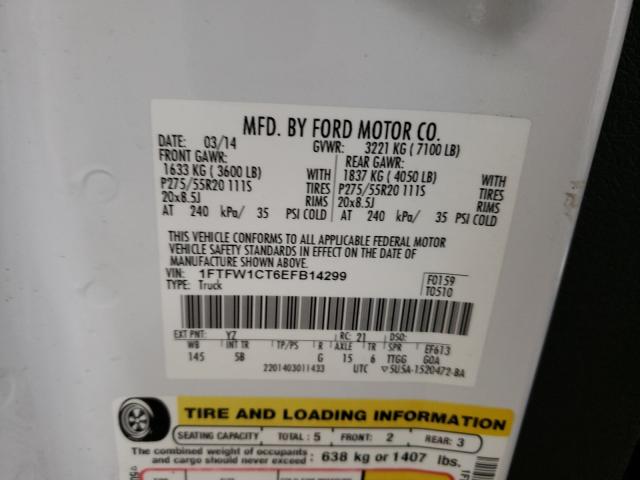 MFD. BY FORD MOTOR CO.
DATE: 03/14 GVWR: 3221 KG ( 7100 LB)
FRONT GAWR: REAR GAWR:
1633 KG ( 3600 LB) WITH 1837 KG ( 4050 LB) WITH
P275/55R20 111S TIRES P275/55R20 111S TIRES
20x8.5J RIMS 20x8.5J RIMS
AT 240 kPa/ 35 PSI COLD AT 240 kPa/ 35 PSI COLD
THIS VEHICLE CONFORMS TO ALL APPLICABLE FEDERAL MOTOR
VEHICLE SAFETY STANDARDS IN EFFECT ON THE DATE OF
MANUFACTURE SHOWN ABOVE.
VIN: 1FTFW1CT6EFB14299 F0159
TYPE: Truck T0510
EXT PNT: YZ RC: 21 DSO:
WB INT TR TP/PS R AXLE TR SPR EF613
145 5B G 15 6 TTGG GOA
2201403011433 UTC ▽5U5A-1520472-BA
TIRE AND LOADING INFORMATION
SEATING CAPACITY TOTAL : 5 FRONT: 2 REAR: 3
The combined weight of occupants
and cargo should never exceed : 638 kg or 1407 lbs.